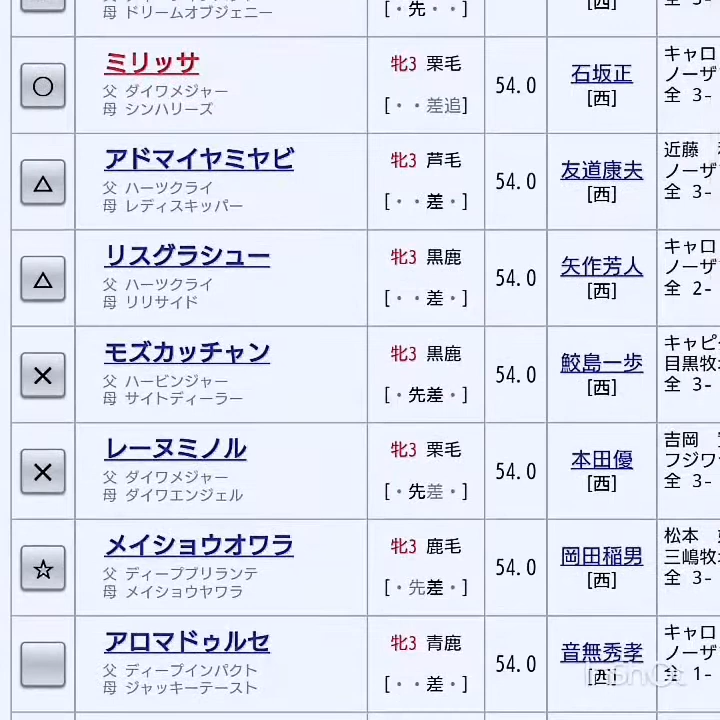 母 ドリームオブジェニー
[・先・・]
[西]
○
ミリッサ
父 ダイワメジャー
母 シンハリーズ
牝3 栗毛
[・・差追]
54.0
石坂正
[西]
キャロ
ノーザ
全 3-
△
アドマイヤミヤビ
父 ハーツクライ
母 レディスキッパー
牝3 芦毛
[・・差・]
54.0
友道康夫
[西]
近藤
ノーザ
全 3-
△
リスグラシュー
父 ハーツクライ
母 リリサイド
牝3 黒鹿
[・・差・]
54.0
矢作芳人
[西]
キャロ
ノーザ
全 2-
×
モズカッチャン
父 ハービンジャー
母 サイトディーラー
牝3 黒鹿
[・先差・]
54.0
鮫島一歩
[西]
キャピ
目黒牧
全 3-
×
レーヌミノル
父 ダイワメジャー
母 ダイワエンジェル
牝3 栗毛
[・先差・]
54.0
本田優
[西]
吉岡
フジワ
全 3-
☆
メイショウオワラ
父 ディープブリランテ
母 メイショウヤワラ
牝3 鹿毛
[・先差・]
54.0
岡田稲男
[西]
松本
三嶋牧
全 3-
アロマドゥルセ
父 ディープインパクト
母 ジャッキーテースト
牝3 青鹿
[・・差・]
54.0
音無秀孝
[西]
キャロ
ノーザ
全 1-